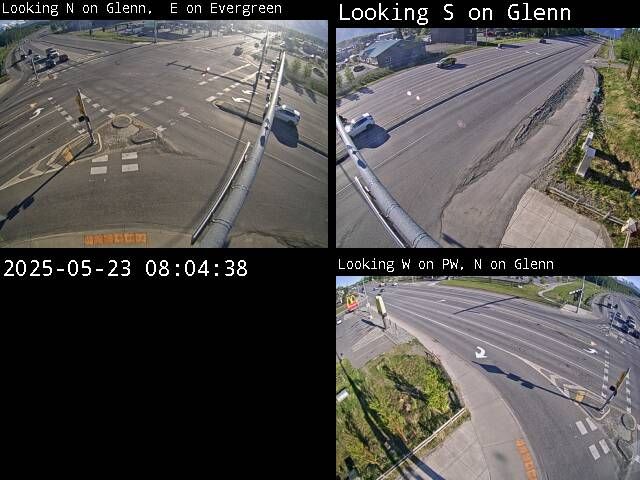 Looking N on Glenn,  E on Evergreen
Looking S on Glenn
2025-05-23 08:04:38
Looking W on PW, N on Glenn